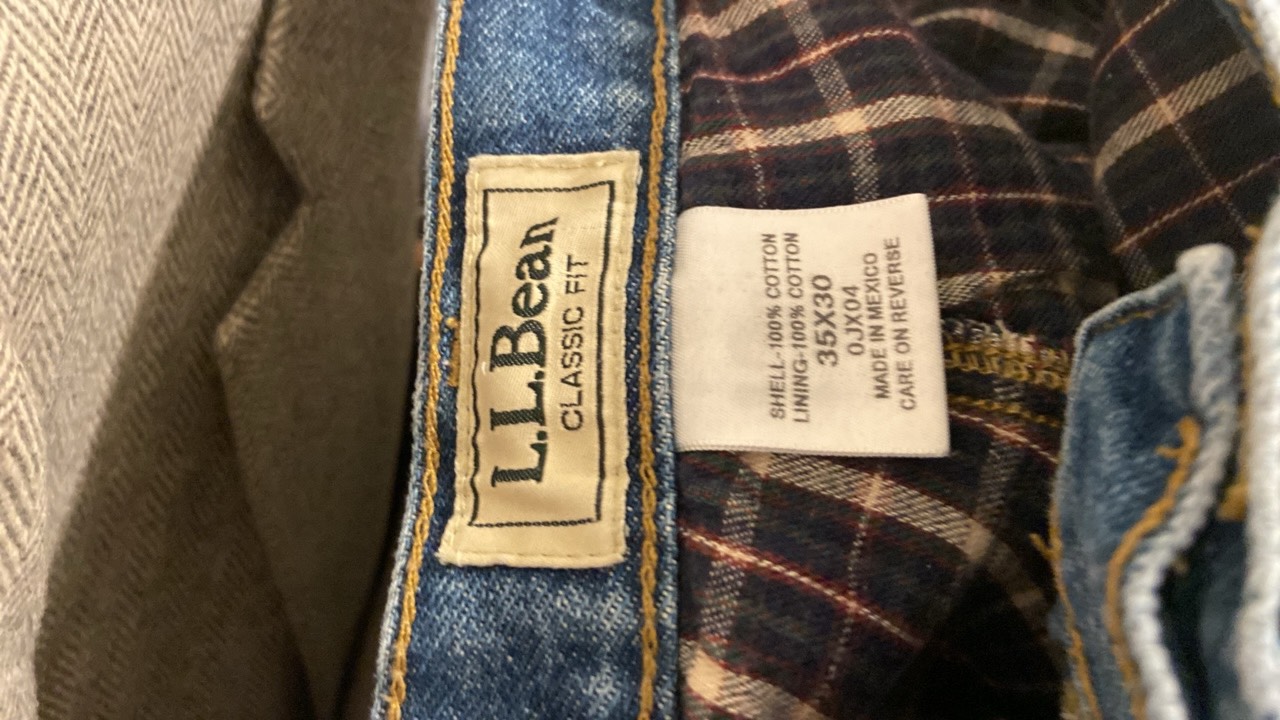 L.L.Bean
CLASSIC FIT
SHELL-100% COTTON
LINING-100% COTTON
35X30
0JX04
MADE IN MEXICO
CARE ON REVERSE